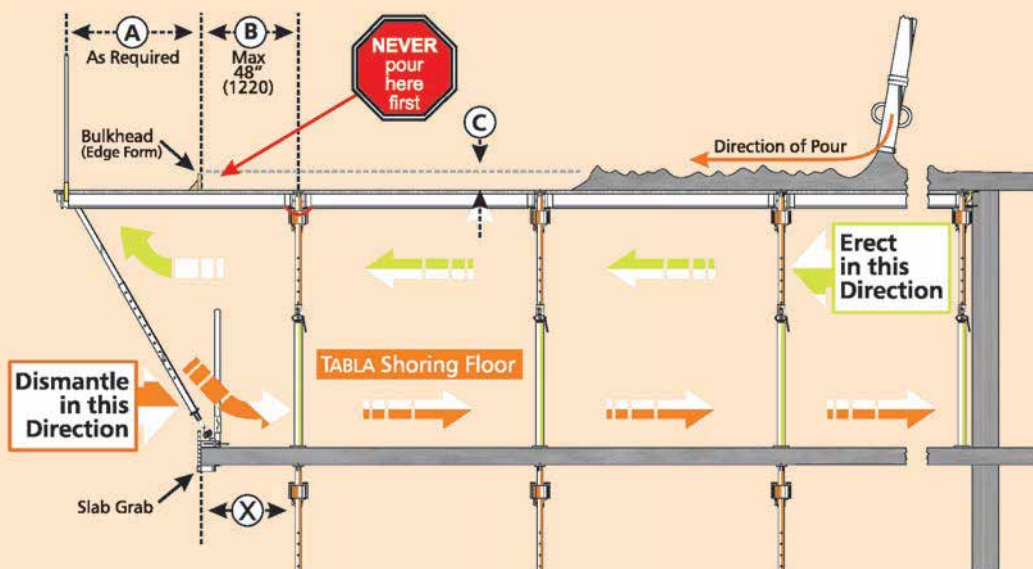 A
As Required
B
Max
48"
(1220)
NEVER
pour
here
first
Bulkhead
(Edge Form)
C
Direction of Pour
Erect
in this
Direction
TABLA Shoring Floor
Dismantle
in this
Direction
Slab Grab
X